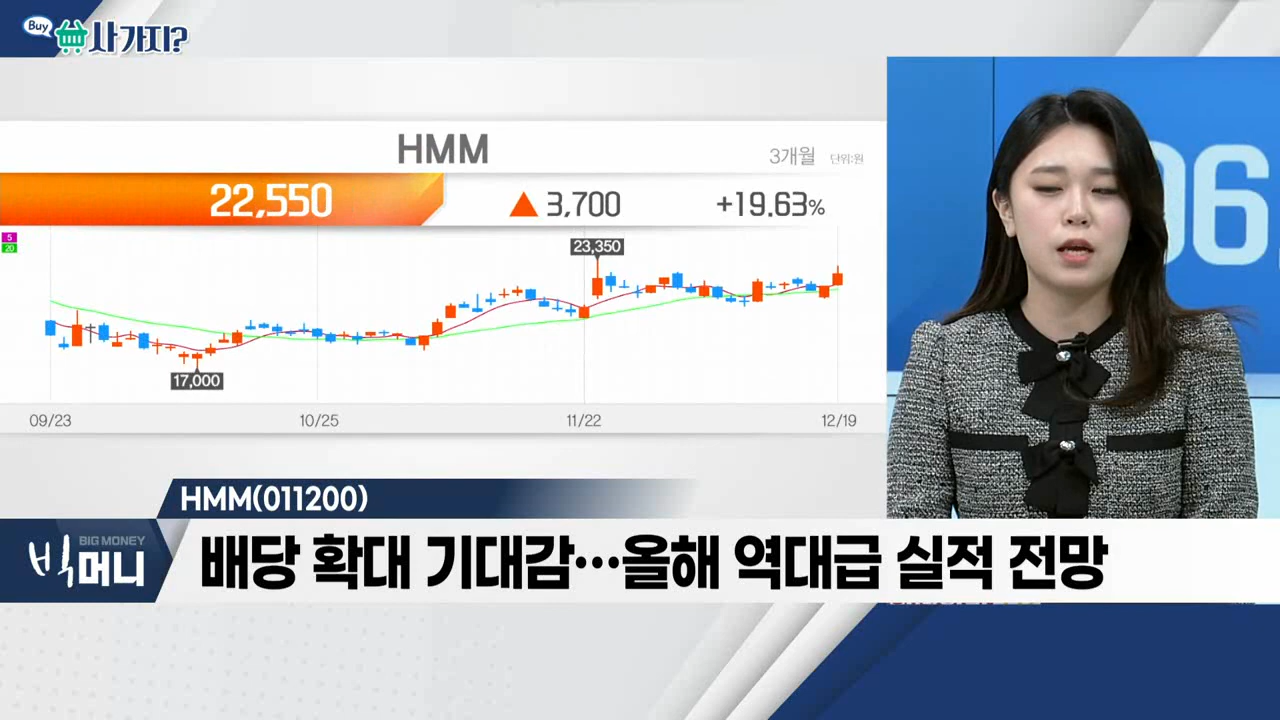 Buy
사 가지?
HMM
3개월 단위:원
22,550 ▲ 3,700 +19.63%
5
20
23,350
17,000
09/23 10/25 11/22 12/19
06
HMM(011200)
BIG MONEY
빅머니
배당 확대 기대감…올해 역대급 실적 전망